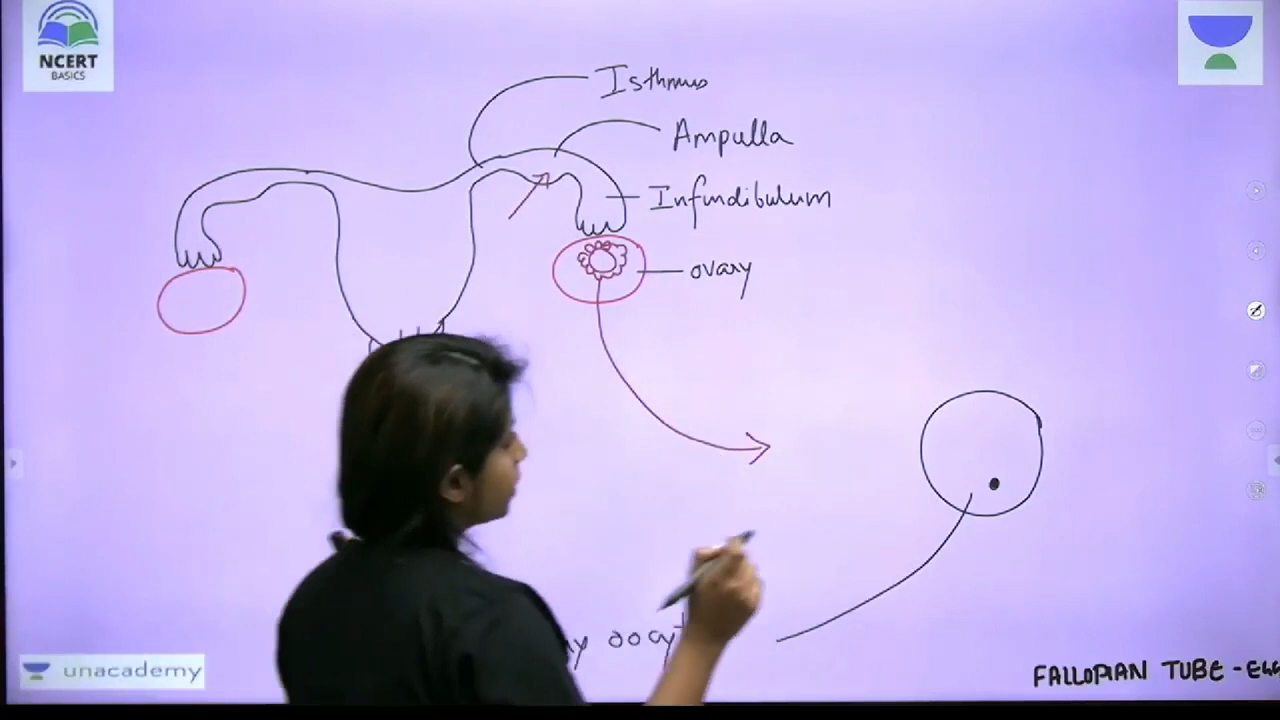 NCERT
BASICS
Isthmus
Ampulla
Infundibulum
ovary
oocyt
unacademy
FALLOPIAN TUBE - EGG